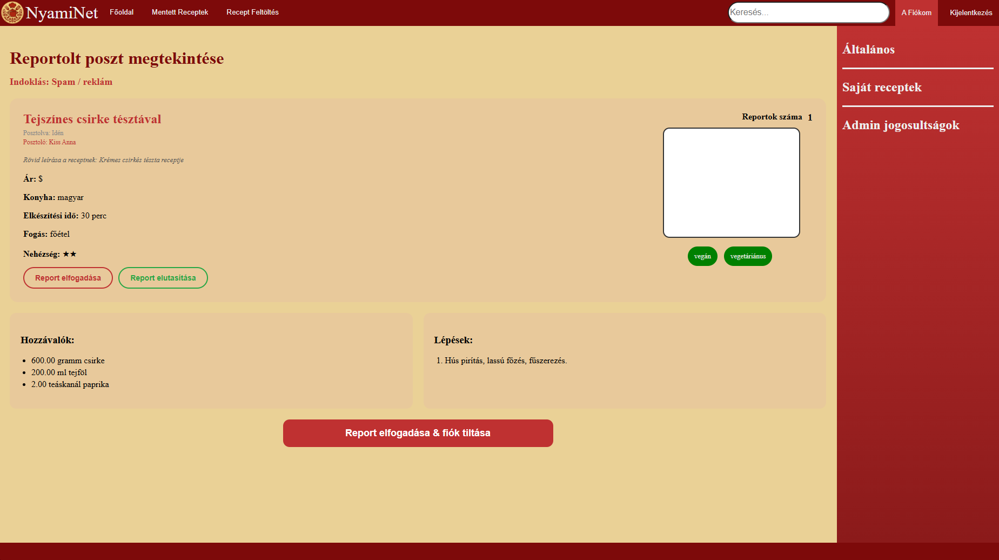 NyamiNet
Főoldal
Mentett Receptek
Recept Feltöltés
Keresés...
A Fiókom
Kijelentkezés
Reportolt poszt megtekintése
Indoklás: Spam / reklám
Tejszínes csirke tésztával
Posztolva: Idén
Posztoló: Kiss Anna
Rövid leírása a receptnek: Krémes csirkés tészta receptje
Ár: $
Konyha: magyar
Elkészítési idő: 30 perc
Fogás: főétel
Nehézség: ★★
Report elfogadása
Report elutasítása
Reportok száma 1
vegán
vegetáriánus
Hozzávalók:
• 600.00 gramm csirke
• 200.00 ml tejföl
• 2.00 teáskanál paprika
Lépések:
1. Hús pirítás, lassú főzés, fűszerezés.
Report elfogadása & fiók tiltása
Általános
Saját receptek
Admin jogosultságok